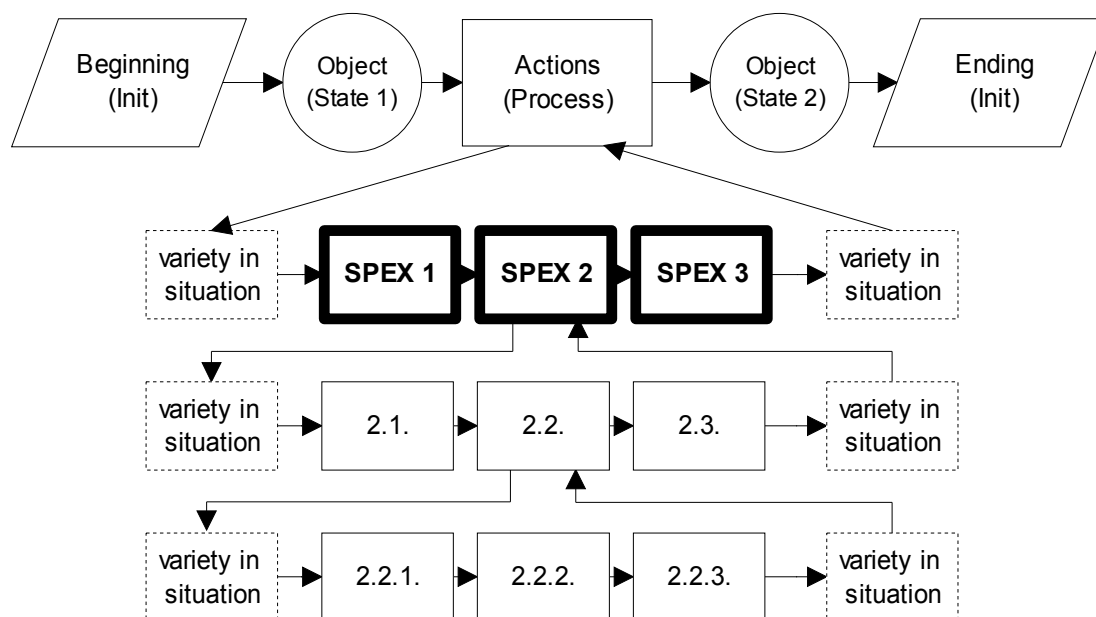 Beginning
(Init)
Object
(State 1)
Actions
(Process)
Object
(State 2)
Ending
(Init)
variety in
situation
SPEX 1
SPEX 2
SPEX 3
variety in
situation
variety in
situation
2.1.
2.2.
2.3.
variety in
situation
variety in
situation
2.2.1.
2.2.2.
2.2.3.
variety in
situation